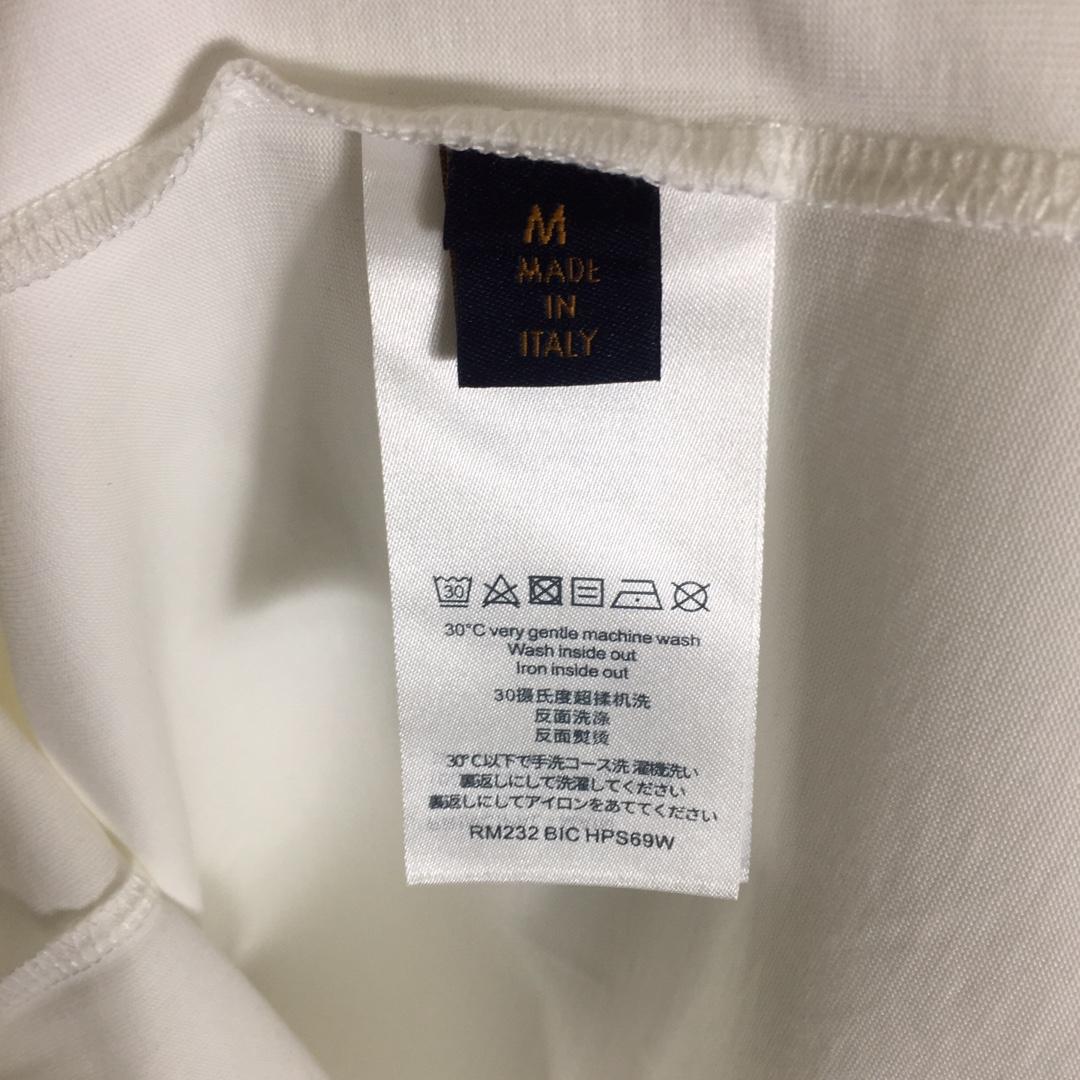 M
MADE
IN
ITALY
30
30°C very gentle machine wash
Wash inside out
Iron inside out
30摄氏度超揉机洗
反面洗涤
反面熨烫
30℃以下で手洗コース洗 濯機洗い
裏返しにして洗濯してください
裏返しにしてアイロンをあててください
RM232 BIC HPS69W